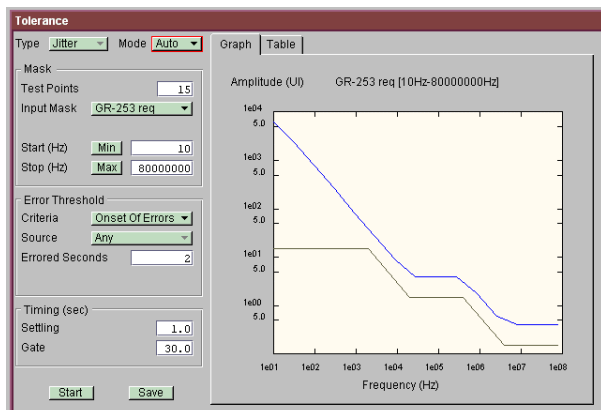 Tolerance
Type Jitter Mode Auto
Mask
Test Points 15
Input Mask GR-253 req
Start (Hz) Min 10
Stop (Hz) Max 80000000
Error Threshold
Criteria Onset Of Errors
Source Any
Errored Seconds 2
Timing (sec)
Settling 1.0
Gate 30.0
Start Save
Graph Table
Amplitude (UI) GR-253 req [10Hz-80000000Hz]
1e04
5.0
1e03
5.0
1e02
5.0
1e01
5.0
1e00
5.0
1e01 1e02 1e03 1e04 1e05 1e06 1e07 1e08
Frequency (Hz)